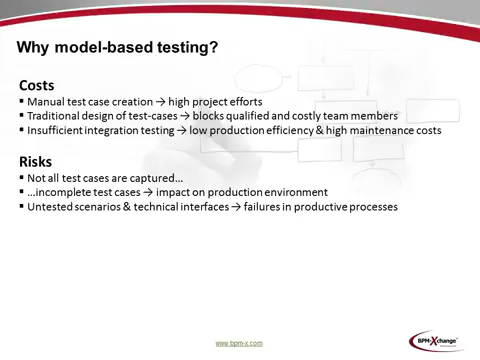 Why model-based testing?
Costs
▪ Manual test case creation → high project efforts
▪ Traditional design of test-cases → blocks qualified and costly team members
▪ Insufficient integration testing → low production efficiency & high maintenance costs
Risks
▪ Not all test cases are captured...
▪ ...incomplete test cases → impact on production environment
▪ Untested scenarios & technical interfaces → failures in productive processes
www.bpm-x.com
BPM-Xchange